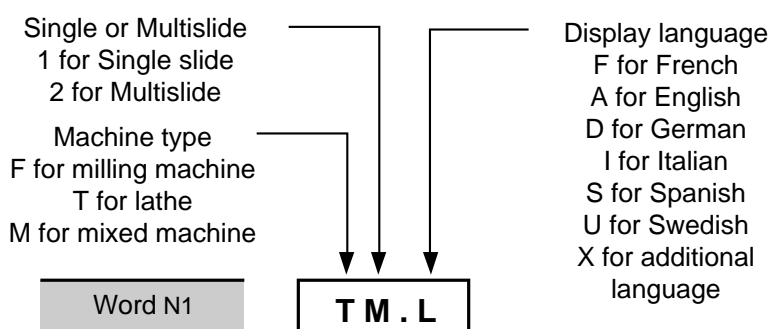 Single or Multislide
1 for Single slide
2 for Multislide
Machine type
F for milling machine
T for lathe
M for mixed machine
Display language
F for French
A for English
D for German
I for Italian
S for Spanish
U for Swedish
X for additional
language
Word N1
T M . L